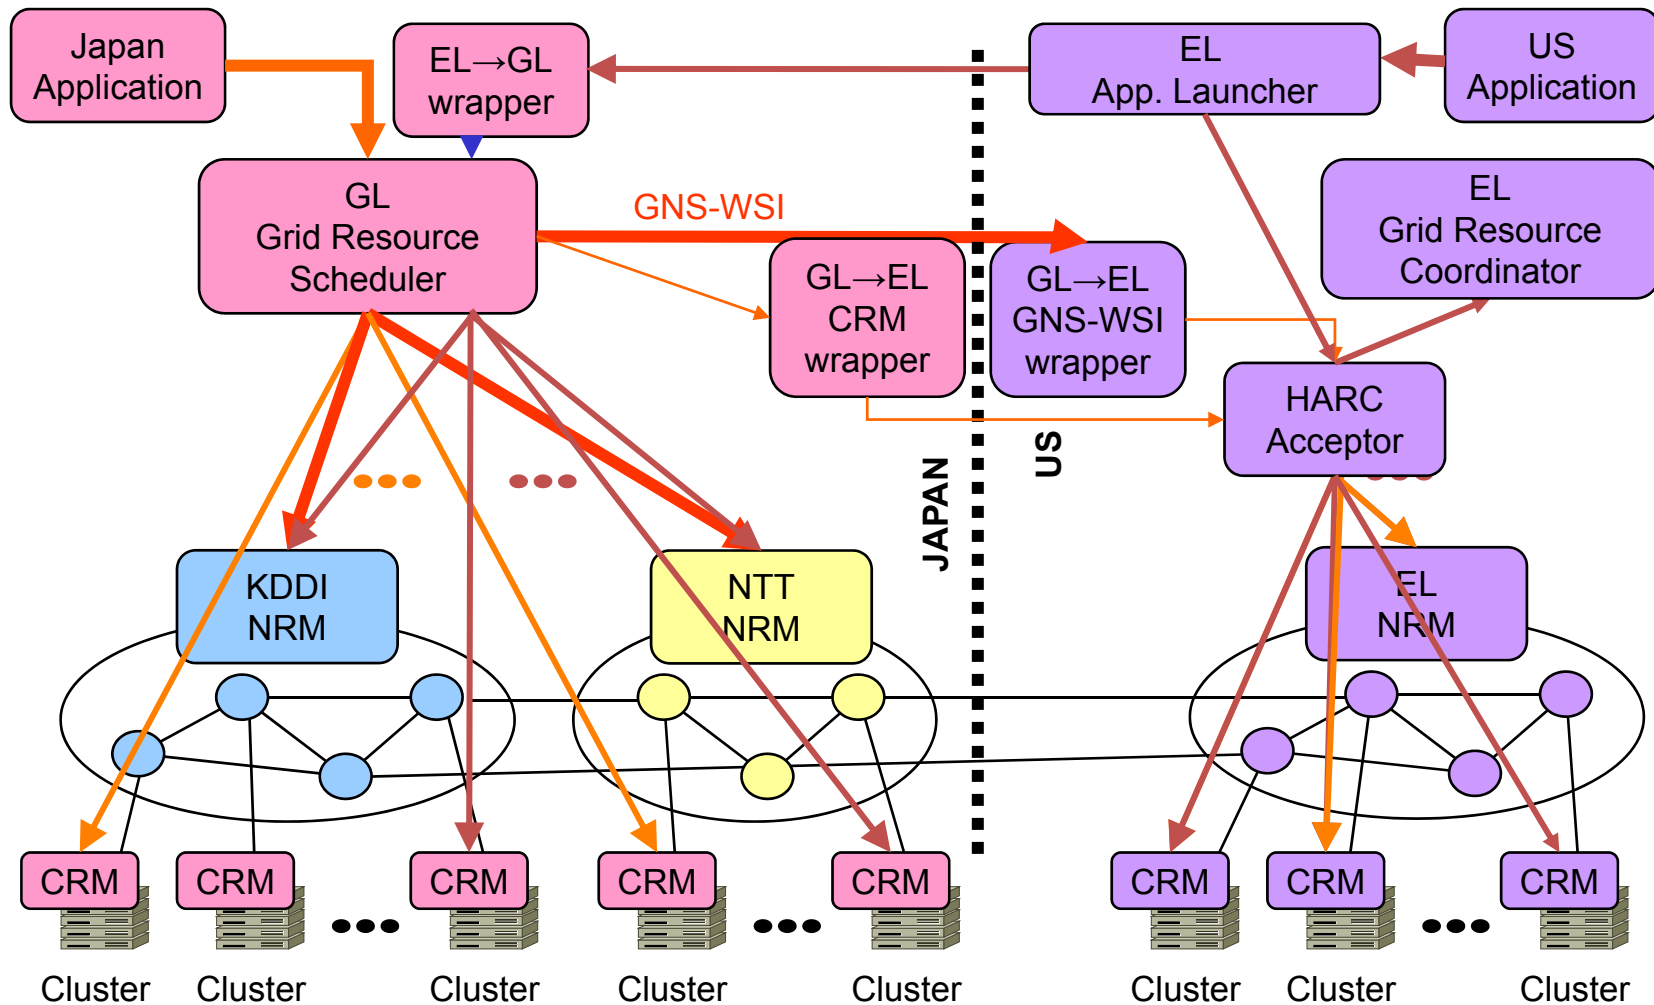 Japan
Application
EL→GL
wrapper
EL
App. Launcher
US
Application
GL
Grid Resource
Scheduler
GNS-WSI
EL
Grid Resource
Coordinator
GL→EL
CRM
wrapper
GL→EL
GNS-WSI
wrapper
HARC
Acceptor
JAPAN
US
KDDI
NRM
NTT
NRM
EL
NRM
CRM
CRM
CRM
CRM
CRM
CRM
CRM
CRM
Cluster
Cluster
Cluster
Cluster
Cluster
Cluster
Cluster
Cluster